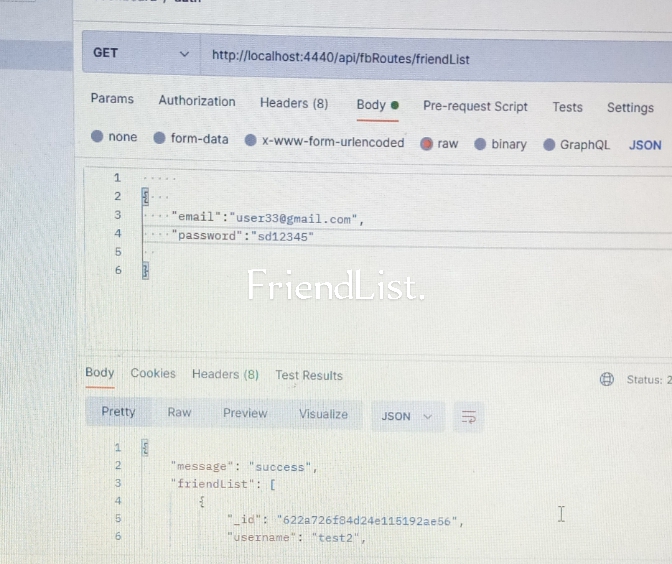 GET http://localhost:4440/api/fbRoutes/friendList
Params Authorization Headers (8) Body Pre-request Script Tests Settings
none form-data x-www-form-urlencoded raw binary GraphQL JSON
1
2 {
3 "email":"user33@gmail.com",
4 "password":"sd12345"
5
6 }
FriendList.
Body Cookies Headers (8) Test Results Status: 2
Pretty Raw Preview Visualize JSON
1 {
2 "message": "success",
3 "friendList": [
4 {
5 "_id": "622a726f84d24e115192ae56",
6 "username": "test2",